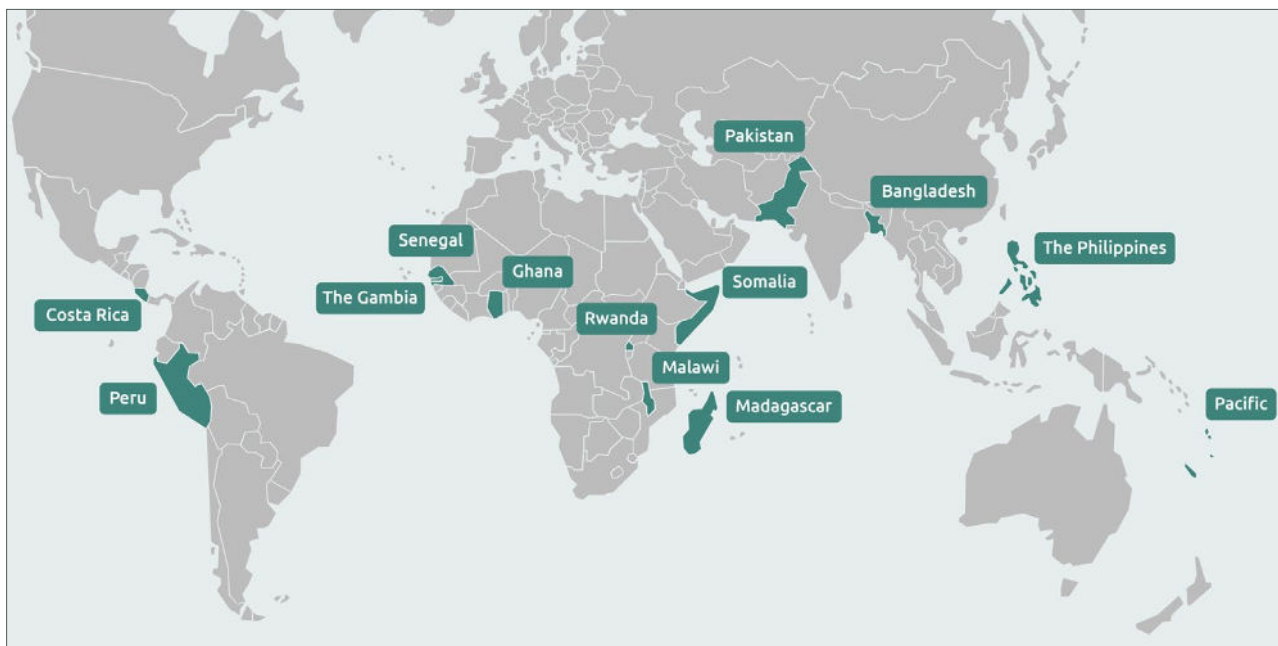 Pakistan
Bangladesh
Senegal
The Philippines
Ghana
Somalia
The Gambia
Costa Rica
Rwanda
Malawi
Peru
Madagascar
Pacific